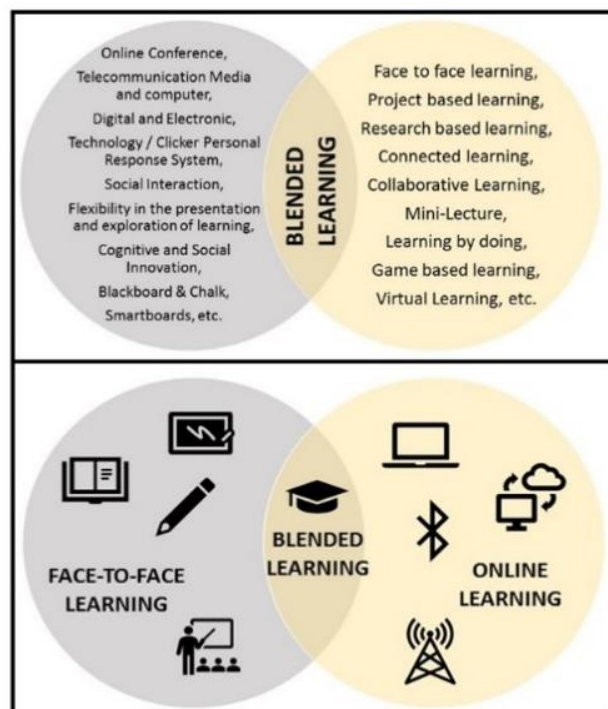 Online Conference,
Telecommunication Media
and computer,
Digital and Electronic,
Technology / Clicker Personal
Response System,
Social Interaction,
Flexibility in the presentation
and exploration of learning,
Cognitive and Social
Innovation,
Blackboard & Chalk,
Smartboards, etc.
BLENDED
LEARNING
Face to face learning,
Project based learning,
Research based learning,
Connected learning,
Collaborative Learning,
Mini-Lecture,
Learning by doing,
Game based learning,
Virtual Learning, etc.
FACE-TO-FACE
LEARNING
BLENDED
LEARNING
ONLINE
LEARNING